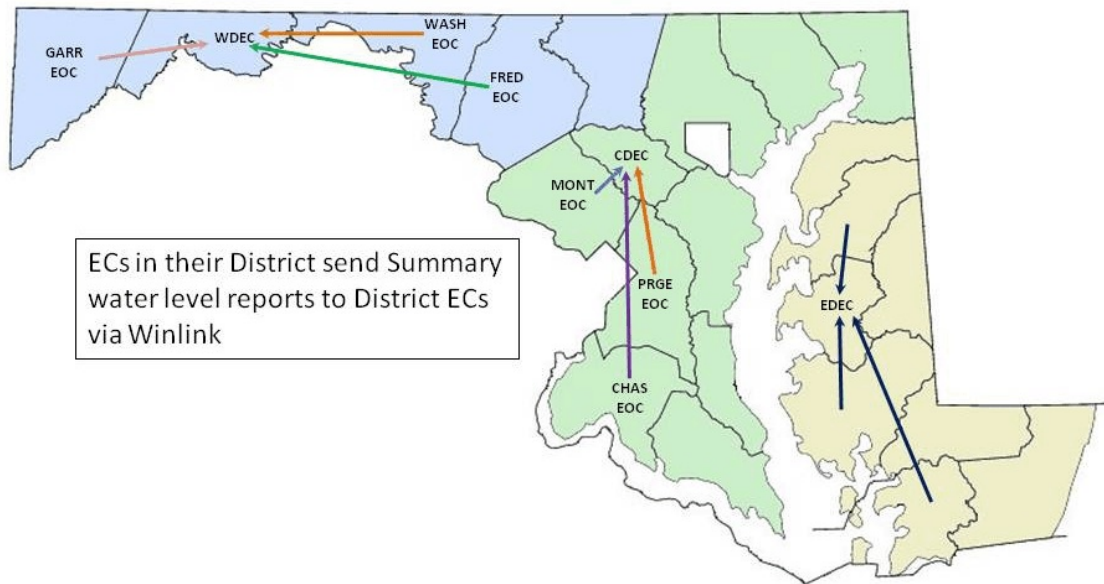 GARR
EOC
WDEC
WASH
EOC
FRED
EOC
CDEC
MONT
EOC
PRGE
EOC
CHAS
EOC
EDEC
ECs in their District send Summary
water level reports to District ECs
via Winlink